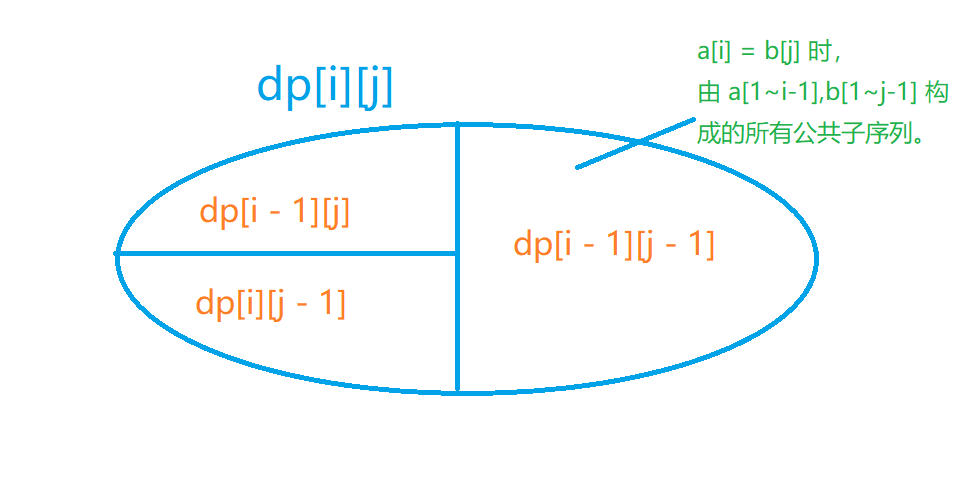 dp[i][j]
a[i] = b[j] 时，
由 a[1~i-1],b[1~j-1] 构
成的所有公共子序列。
dp[i - 1][j]
dp[i - 1][j - 1]
dp[i][j - 1]